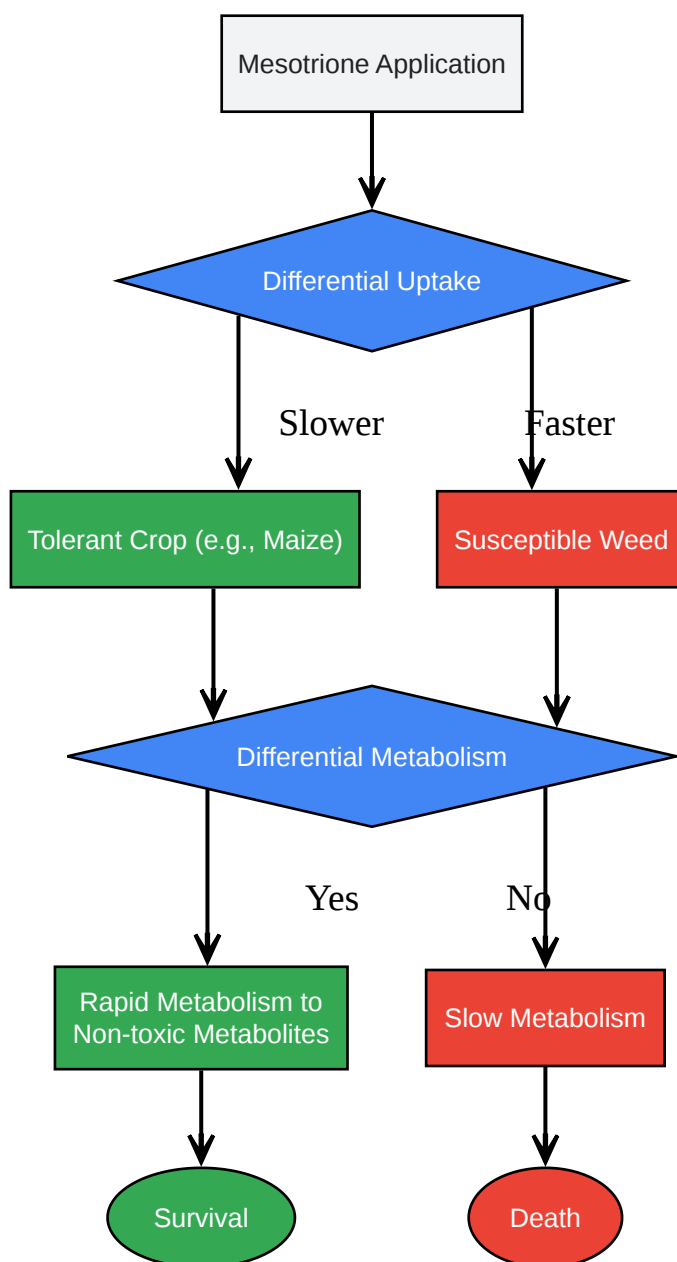 Mesotrione Application
Differential Uptake
Slower
Faster
Tolerant Crop (e.g., Maize)
Susceptible Weed
Differential Metabolism
Yes
No
Rapid Metabolism to
Non-toxic Metabolites
Slow Metabolism
Survival
Death